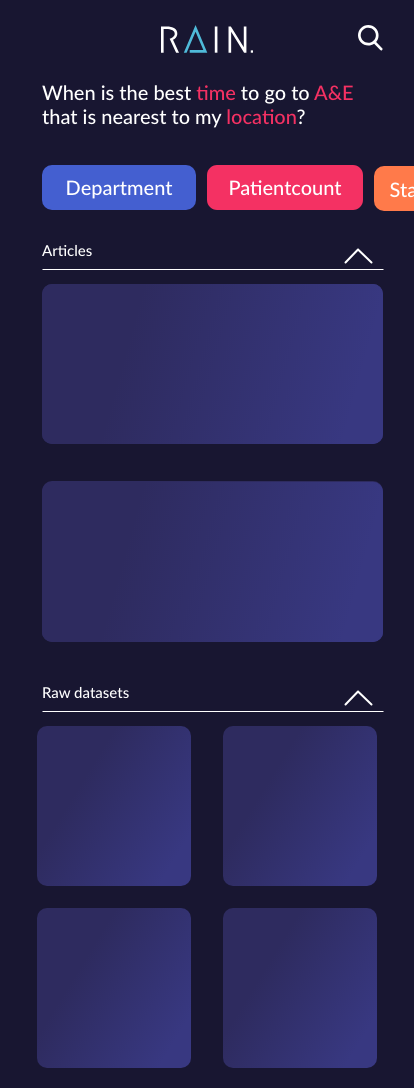 RAIN.
When is the best time to go to A&E
that is nearest to my location?
Department Patientcount Sta
Articles
Raw datasets